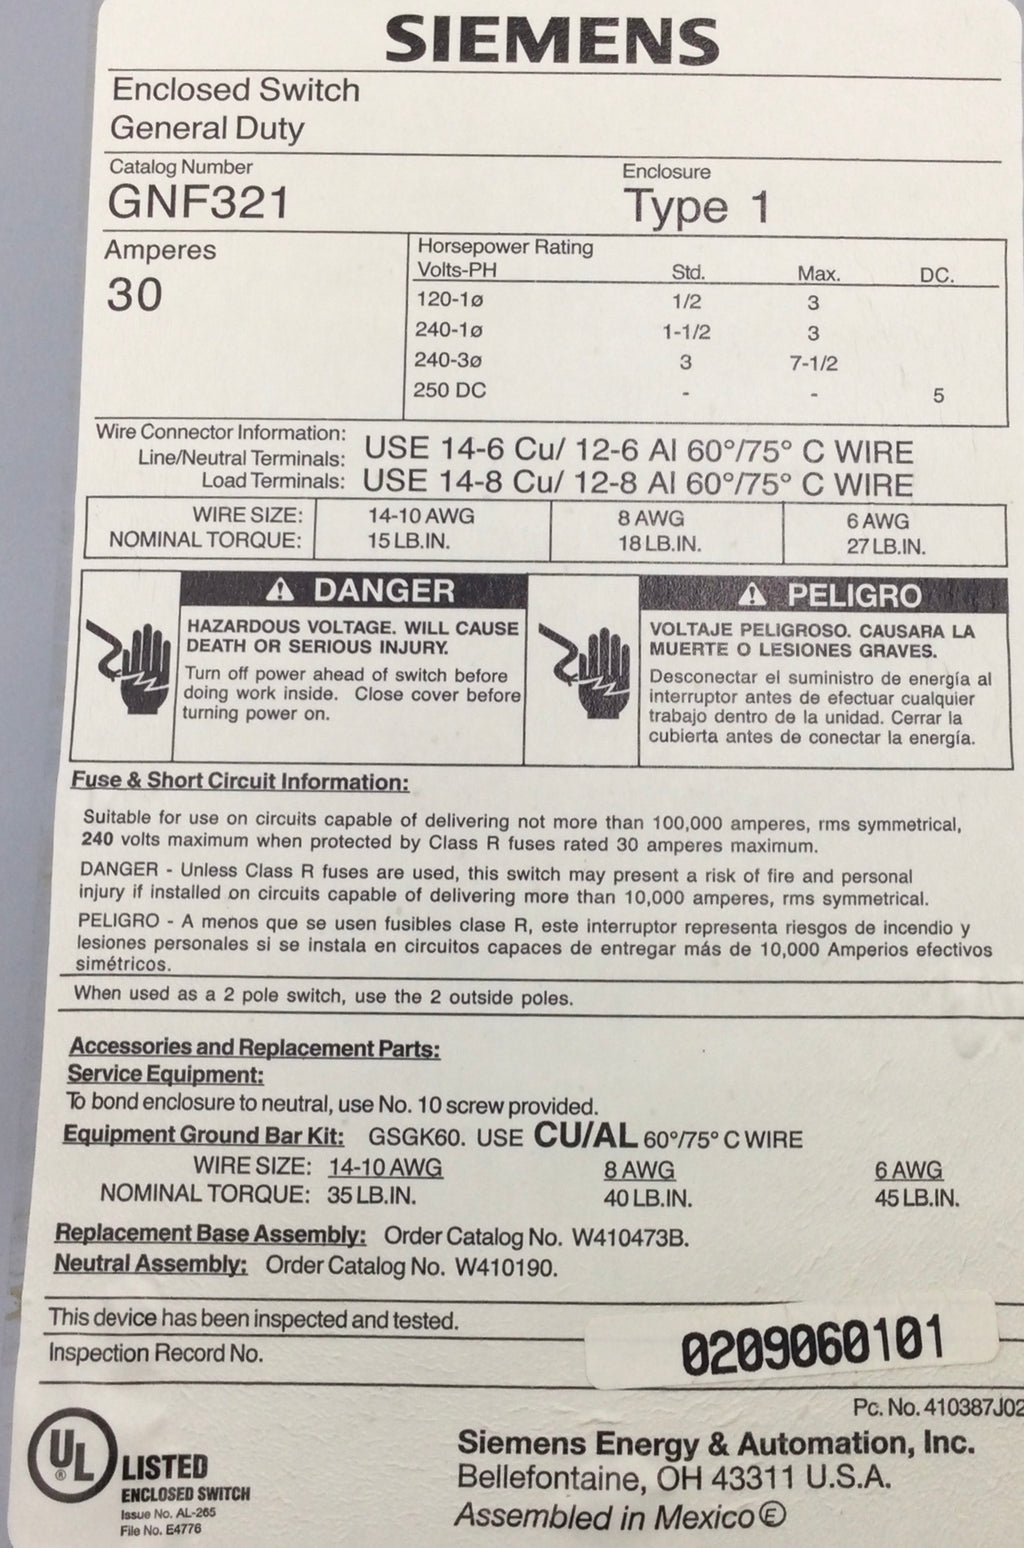 SIEMENS
Enclosed Switch
General Duty
Catalog Number
GNF321
Enclosure
Type 1
Amperes
30
Horsepower Rating
Volts-PH Std. Max. DC.
120-1ø 1/2 3
240-1ø 1-1/2 3
240-3ø 3 7-1/2
250 DC - - 5
Wire Connector Information:
Line/Neutral Terminals: USE 14-6 Cu/ 12-6 Al 60°/75° C WIRE
Load Terminals: USE 14-8 Cu/ 12-8 Al 60°/75° C WIRE
WIRE SIZE: 14-10 AWG 8 AWG 6 AWG
NOMINAL TORQUE: 15 LB.IN. 18 LB.IN. 27 LB.IN.
DANGER
HAZARDOUS VOLTAGE. WILL CAUSE
DEATH OR SERIOUS INJURY.
Turn off power ahead of switch before
doing work inside. Close cover before
turning power on.
PELIGRO
VOLTAJE PELIGROSO. CAUSARA LA
MUERTE O LESIONES GRAVES.
Desconectar el suministro de energía al
interruptor antes de efectuar cualquier
trabajo dentro de la unidad. Cerrar la
cubierta antes de conectar la energía.
Fuse & Short Circuit Information:
Suitable for use on circuits capable of delivering not more than 100,000 amperes, rms symmetrical,
240 volts maximum when protected by Class R fuses rated 30 amperes maximum.
DANGER - Unless Class R fuses are used, this switch may present a risk of fire and personal
injury if installed on circuits capable of delivering more than 10,000 amperes, rms symmetrical.
PELIGRO - A menos que se usen fusibles clase R, este interruptor representa riesgos de incendio y
lesiones personales si se instala en circuitos capaces de entregar más de 10,000 Amperios efectivos
simétricos.
When used as a 2 pole switch, use the 2 outside poles.
Accessories and Replacement Parts:
Service Equipment:
To bond enclosure to neutral, use No. 10 screw provided.
Equipment Ground Bar Kit: GSGK60. USE CU/AL 60°/75° C WIRE
WIRE SIZE: 14-10 AWG 8 AWG 6 AWG
NOMINAL TORQUE: 35 LB.IN. 40 LB.IN. 45 LB.IN.
Replacement Base Assembly: Order Catalog No. W410473B.
Neutral Assembly: Order Catalog No. W410190.
This device has been inspected and tested.
Inspection Record No.
0209060101
Pc. No. 410387J02
UL ®
LISTED
ENCLOSED SWITCH
Issue No. AL-265
File No. E4776
Siemens Energy & Automation, Inc.
Bellefontaine, OH 43311 U.S.A.
Assembled in Mexico Ⓔ